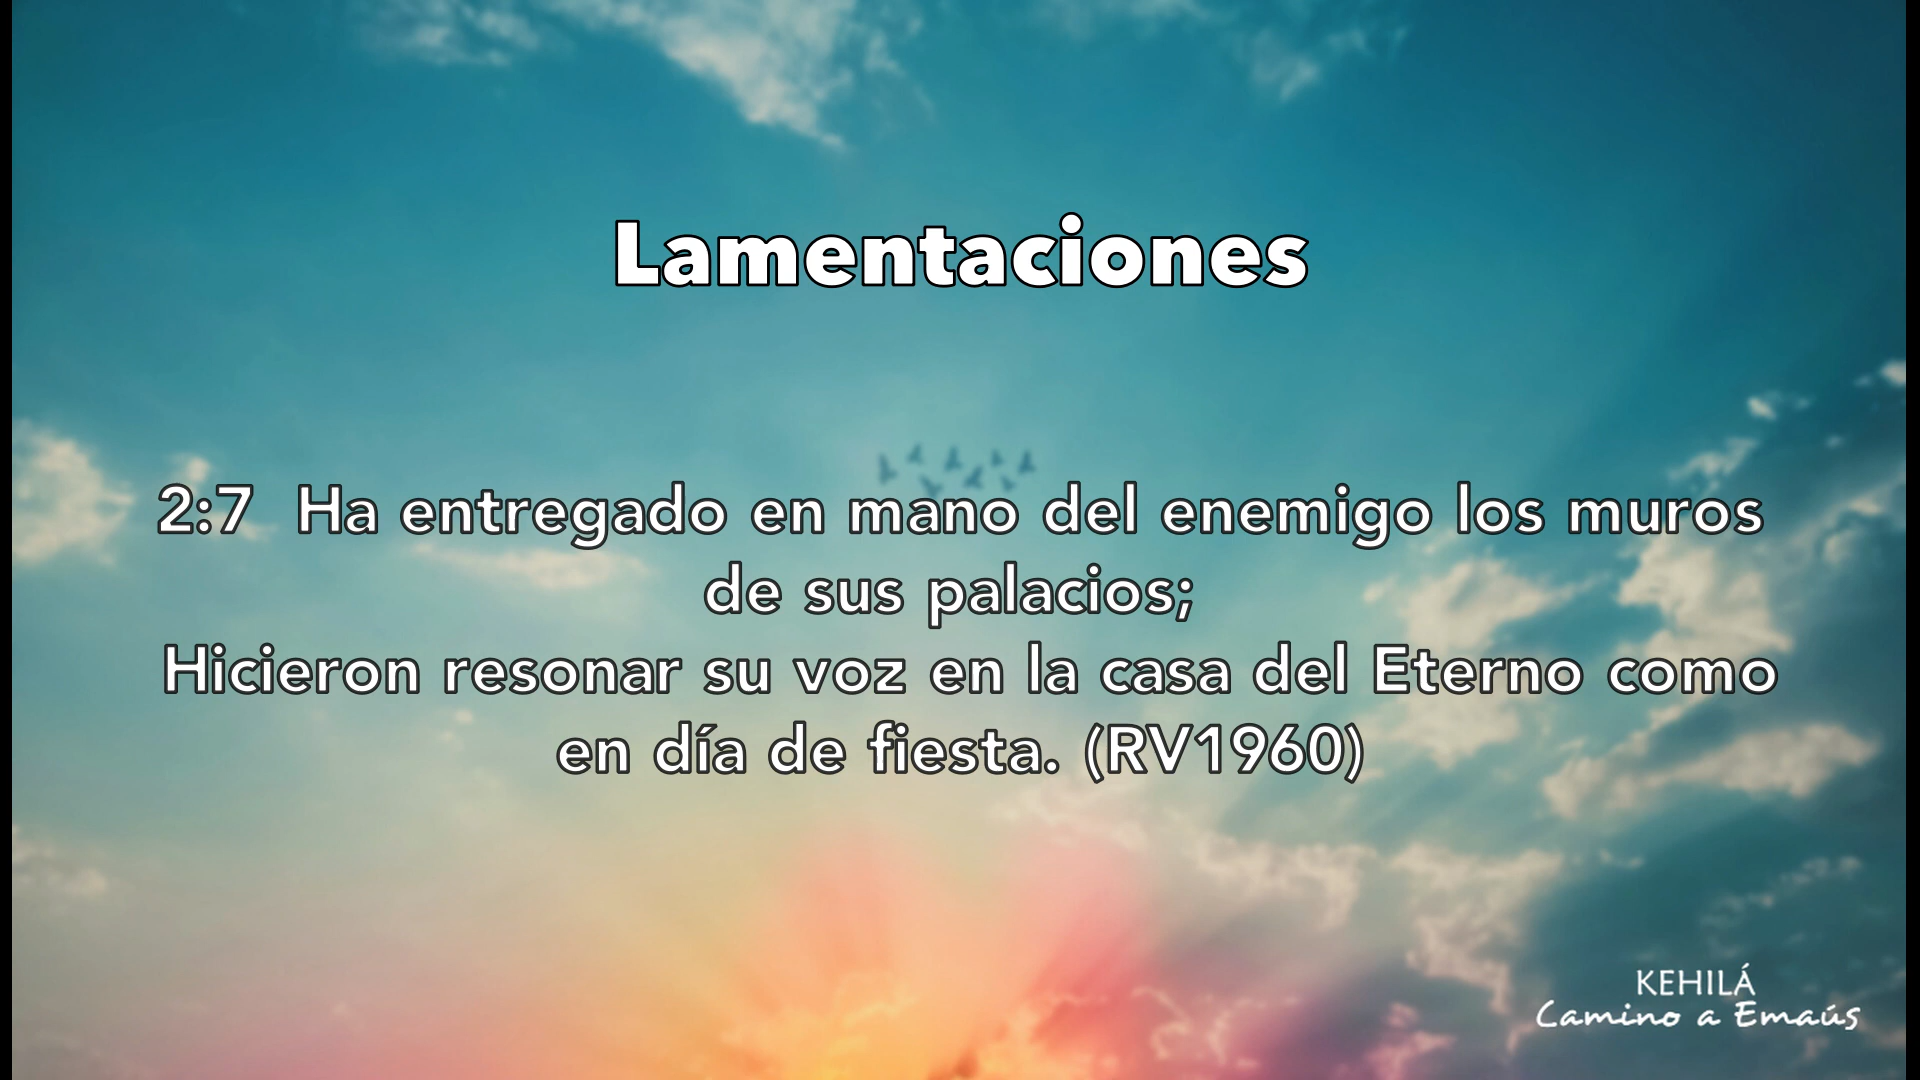 Lamentaciones
2:7 Ha entregado en mano del enemigo los muros
de sus palacios;
Hicieron resonar su voz en la casa del Eterno como
en día de fiesta. (RV1960)
KEHILÁ
Camino a Emaús